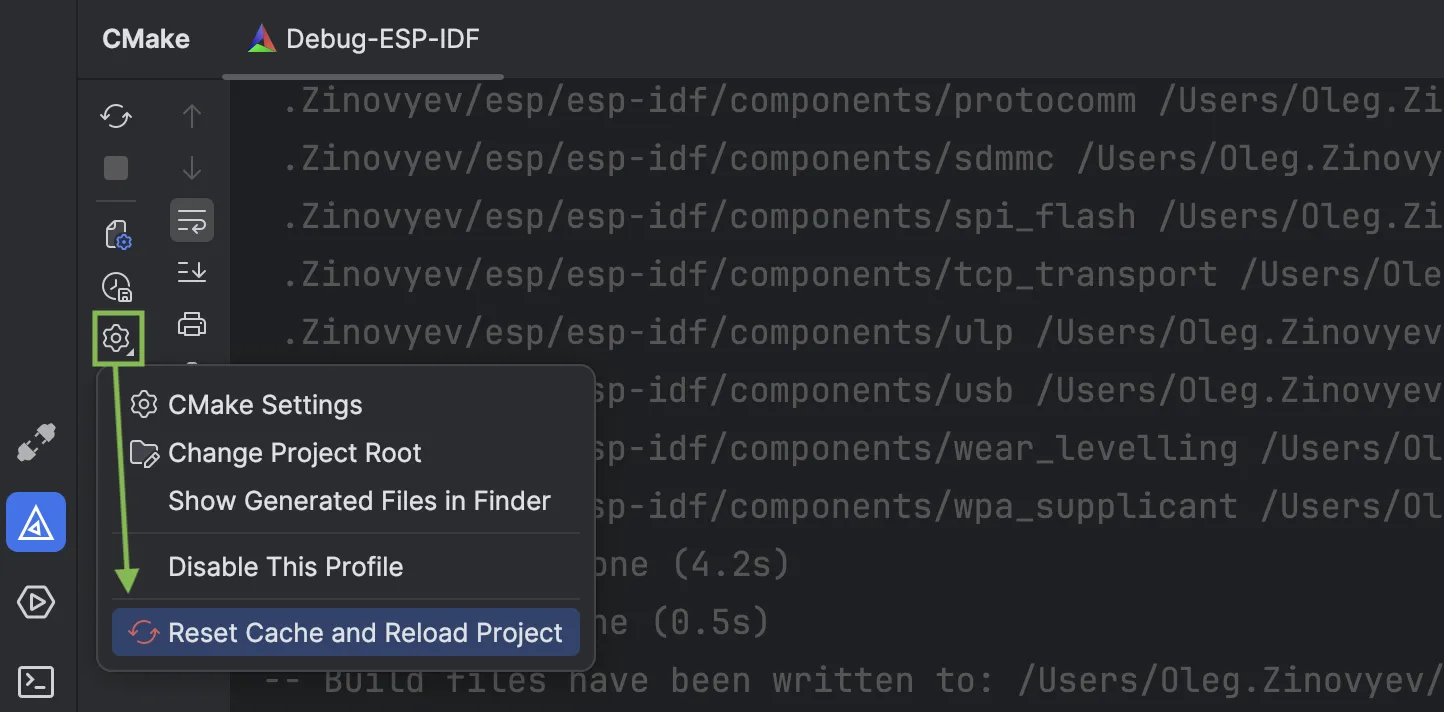 CMake Debug-ESP-IDF
.Zinovyev/esp/esp-idf/components/protocomm /Users/Oleg.Zi
.Zinovyev/esp/esp-idf/components/sdmmc /Users/Oleg.Zinovy
.Zinovyev/esp/esp-idf/components/spi_flash /Users/Oleg.Zi
.Zinovyev/esp/esp-idf/components/tcp_transport /Users/Ole
.Zinovyev/esp/esp-idf/components/ulp /Users/Oleg.Zinovyev
sp-idf/components/usb /Users/Oleg.Zinovyev
sp-idf/components/wear_levelling /Users/Ol
sp-idf/components/wpa_supplicant /Users/Ol
one (4.2s)
ne (0.5s)
-- Build files have been written to: /Users/Oleg.Zinovyev/
CMake Settings
Change Project Root
Show Generated Files in Finder
Disable This Profile
Reset Cache and Reload Project